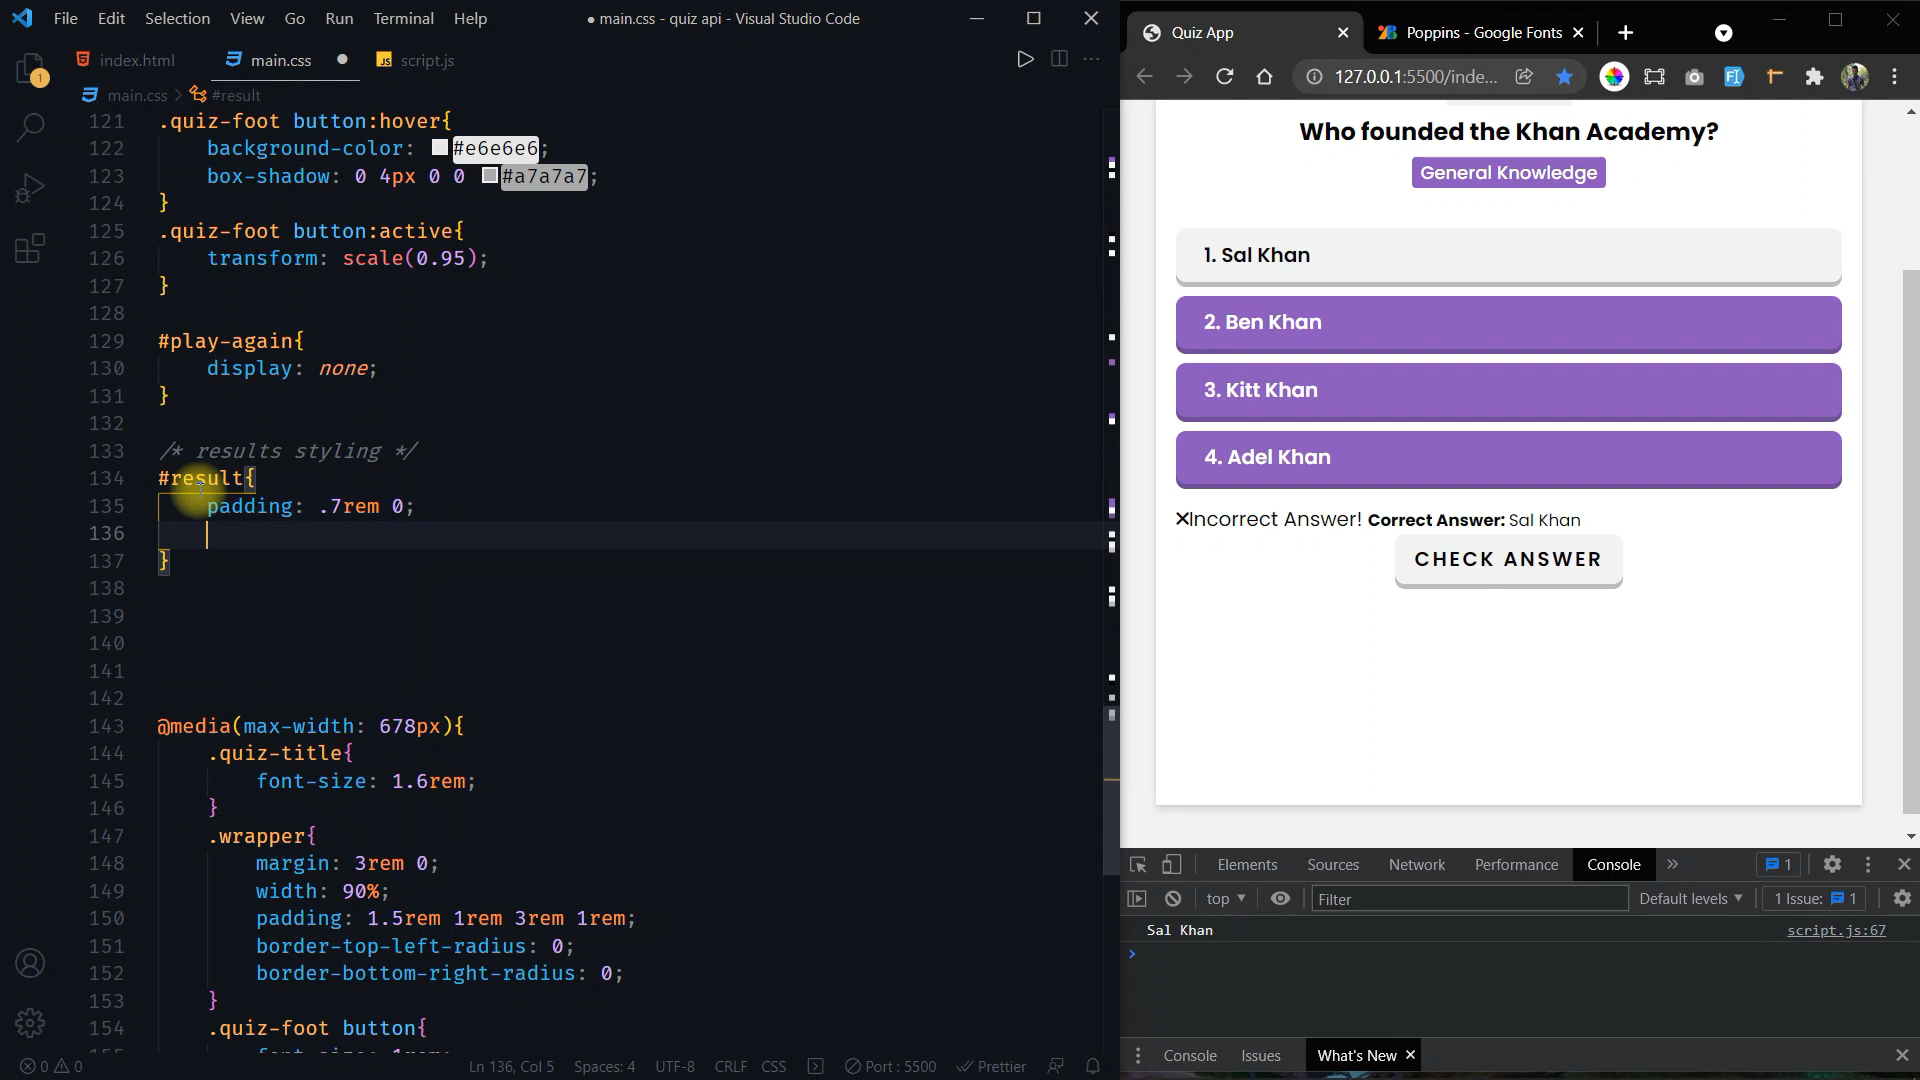 File Edit Selection View Go Run Terminal Help
● main.css - quiz api - Visual Studio Code
index.html main.css ● script.js
main.css > #result
121 .quiz-foot button:hover{
122 background-color: #e6e6e6;
123 box-shadow: 0 4px 0 0 #a7a7a7;
124 }
125 .quiz-foot button:active{
126 transform: scale(0.95);
127 }
128
129 #play-again{
130 display: none;
131 }
132
133 /* results styling */
134 #result{
135 padding: .7rem 0;
136
137 }
138
139
140
141
142
143 @media(max-width: 678px){
144 .quiz-title{
145 font-size: 1.6rem;
146 }
147 .wrapper{
148 margin: 3rem 0;
149 width: 90%;
150 padding: 1.5rem 1rem 3rem 1rem;
151 border-top-left-radius: 0;
152 border-bottom-right-radius: 0;
153 }
154 .quiz-foot button{
1
0 0
Ln 136, Col 5 Spaces: 4 UTF-8 CRLF CSS Port : 5500 Prettier
Quiz App Poppins - Google Fonts
127.0.0.1:5500/inde...
Who founded the Khan Academy?
General Knowledge
1. Sal Khan
2. Ben Khan
3. Kitt Khan
4. Adel Khan
Incorrect Answer! Correct Answer: Sal Khan
CHECK ANSWER
Elements Sources Network Performance Console 1
top Filter Default levels 1 Issue: 1
Sal Khan script.js:67
Console Issues What's New